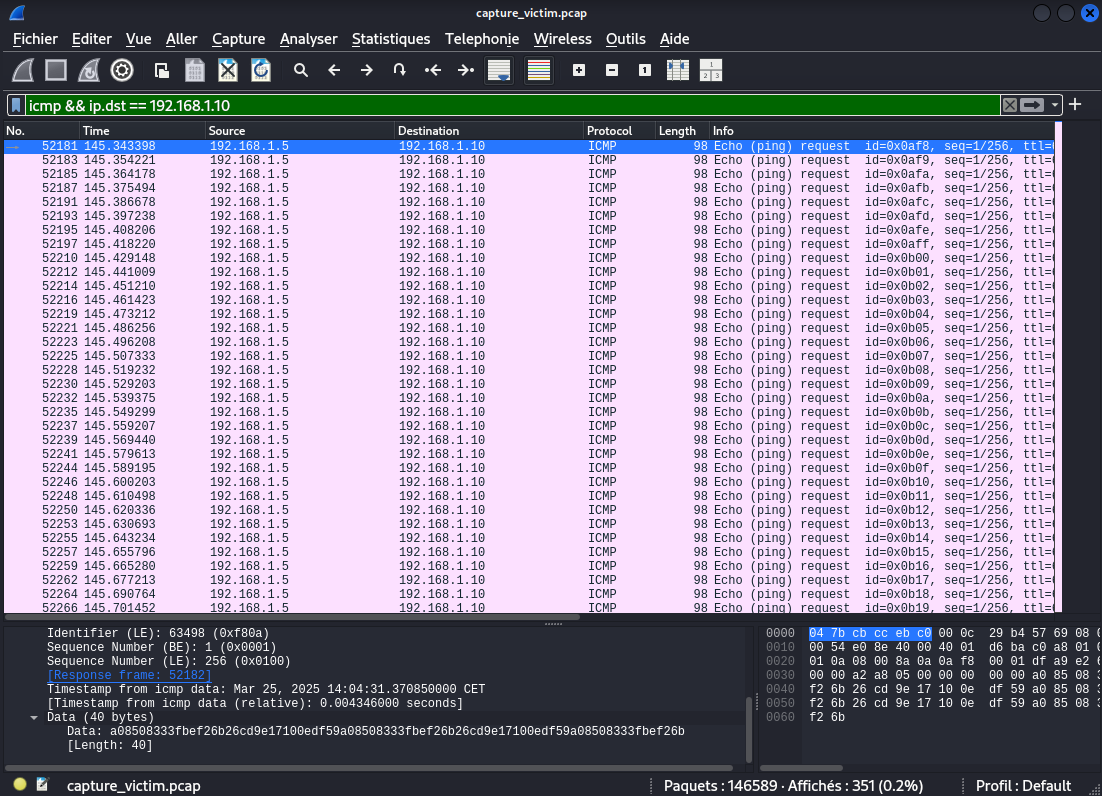 capture_victim.pcap
Fichier Editer Vue Aller Capture Analyser Statistiques Telephonie Wireless Outils Aide
icmp && ip.dst == 192.168.1.10
No. Time Source Destination Protocol Length Info
52181 145.343398 192.168.1.5 192.168.1.10 ICMP 98 Echo (ping) request id=0x0af8, seq=1/256, ttl=
52183 145.354221 192.168.1.5 192.168.1.10 ICMP 98 Echo (ping) request id=0x0af9, seq=1/256, ttl=
52185 145.364178 192.168.1.5 192.168.1.10 ICMP 98 Echo (ping) request id=0x0afa, seq=1/256, ttl=
52187 145.375494 192.168.1.5 192.168.1.10 ICMP 98 Echo (ping) request id=0x0afb, seq=1/256, ttl=
52191 145.386678 192.168.1.5 192.168.1.10 ICMP 98 Echo (ping) request id=0x0afc, seq=1/256, ttl=
52193 145.397238 192.168.1.5 192.168.1.10 ICMP 98 Echo (ping) request id=0x0afd, seq=1/256, ttl=
52195 145.408206 192.168.1.5 192.168.1.10 ICMP 98 Echo (ping) request id=0x0afe, seq=1/256, ttl=
52197 145.418220 192.168.1.5 192.168.1.10 ICMP 98 Echo (ping) request id=0x0aff, seq=1/256, ttl=
52210 145.429148 192.168.1.5 192.168.1.10 ICMP 98 Echo (ping) request id=0x0b00, seq=1/256, ttl=
52212 145.441009 192.168.1.5 192.168.1.10 ICMP 98 Echo (ping) request id=0x0b01, seq=1/256, ttl=
52214 145.451210 192.168.1.5 192.168.1.10 ICMP 98 Echo (ping) request id=0x0b02, seq=1/256, ttl=
52216 145.461423 192.168.1.5 192.168.1.10 ICMP 98 Echo (ping) request id=0x0b03, seq=1/256, ttl=
52219 145.473212 192.168.1.5 192.168.1.10 ICMP 98 Echo (ping) request id=0x0b04, seq=1/256, ttl=
52221 145.486256 192.168.1.5 192.168.1.10 ICMP 98 Echo (ping) request id=0x0b05, seq=1/256, ttl=
52223 145.496208 192.168.1.5 192.168.1.10 ICMP 98 Echo (ping) request id=0x0b06, seq=1/256, ttl=
52225 145.507333 192.168.1.5 192.168.1.10 ICMP 98 Echo (ping) request id=0x0b07, seq=1/256, ttl=
52228 145.519232 192.168.1.5 192.168.1.10 ICMP 98 Echo (ping) request id=0x0b08, seq=1/256, ttl=
52230 145.529203 192.168.1.5 192.168.1.10 ICMP 98 Echo (ping) request id=0x0b09, seq=1/256, ttl=
52232 145.539375 192.168.1.5 192.168.1.10 ICMP 98 Echo (ping) request id=0x0b0a, seq=1/256, ttl=
52235 145.549299 192.168.1.5 192.168.1.10 ICMP 98 Echo (ping) request id=0x0b0b, seq=1/256, ttl=
52237 145.559207 192.168.1.5 192.168.1.10 ICMP 98 Echo (ping) request id=0x0b0c, seq=1/256, ttl=
52239 145.569440 192.168.1.5 192.168.1.10 ICMP 98 Echo (ping) request id=0x0b0d, seq=1/256, ttl=
52241 145.579613 192.168.1.5 192.168.1.10 ICMP 98 Echo (ping) request id=0x0b0e, seq=1/256, ttl=
52244 145.589195 192.168.1.5 192.168.1.10 ICMP 98 Echo (ping) request id=0x0b0f, seq=1/256, ttl=
52246 145.600203 192.168.1.5 192.168.1.10 ICMP 98 Echo (ping) request id=0x0b10, seq=1/256, ttl=
52248 145.610498 192.168.1.5 192.168.1.10 ICMP 98 Echo (ping) request id=0x0b11, seq=1/256, ttl=
52250 145.620336 192.168.1.5 192.168.1.10 ICMP 98 Echo (ping) request id=0x0b12, seq=1/256, ttl=
52253 145.630693 192.168.1.5 192.168.1.10 ICMP 98 Echo (ping) request id=0x0b13, seq=1/256, ttl=
52255 145.643234 192.168.1.5 192.168.1.10 ICMP 98 Echo (ping) request id=0x0b14, seq=1/256, ttl=
52257 145.655796 192.168.1.5 192.168.1.10 ICMP 98 Echo (ping) request id=0x0b15, seq=1/256, ttl=
52259 145.665280 192.168.1.5 192.168.1.10 ICMP 98 Echo (ping) request id=0x0b16, seq=1/256, ttl=
52262 145.677213 192.168.1.5 192.168.1.10 ICMP 98 Echo (ping) request id=0x0b17, seq=1/256, ttl=
52264 145.690764 192.168.1.5 192.168.1.10 ICMP 98 Echo (ping) request id=0x0b18, seq=1/256, ttl=
52266 145.701452 192.168.1.5 192.168.1.10 ICMP 98 Echo (ping) request id=0x0b19, seq=1/256, ttl=
Identifier (LE): 63498 (0xf80a)
Sequence Number (BE): 1 (0x0001)
Sequence Number (LE): 256 (0x0100)
[Response frame: 52182]
Timestamp from icmp data: Mar 25, 2025 14:04:31.370850000 CET
[Timestamp from icmp data (relative): 0.004346000 seconds]
Data (40 bytes)
Data: a08508333fbef26b26cd9e17100edf59a08508333fbef26b26cd9e17100edf59a08508333fbef26b
[Length: 40]
0000 04 7b cb cc eb c0 00 0c 29 b4 57 69 08
0010 00 54 e0 8e 40 00 40 01 d6 ba c0 a8 01
0020 01 0a 08 00 8a 0a 0a f8 00 01 df a9 e2
0030 00 00 a2 a8 05 00 00 00 00 00 a0 85 08
0040 f2 6b 26 cd 9e 17 10 0e df 59 a0 85 08
0050 f2 6b 26 cd 9e 17 10 0e df 59 a0 85 08
0060 f2 6b
capture_victim.pcap
Paquets : 146589 · Affichés : 351 (0.2%)
Profil : Default